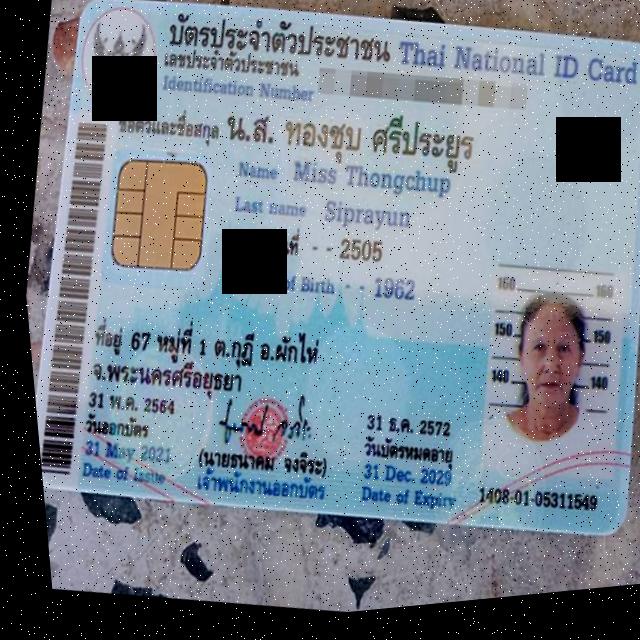 บัตรประจำตัวประชาชน Thai National ID Card
เลขประจำตัวประชาชน
Identification Number
ชื่อตัวและชื่อสกุล น.ส. ทองชุบ ศรีประยูร
Name Miss Thongchup
Last name Siprayun
ที่ - - 2505
of Birth - - 1962
ที่อยู่ 67 หมู่ที่ 1 ต.กุฎี อ.ผักไห่
จ.พระนครศรีอยุธยา
31 พ.ค. 2564
วันออกบัตร
31 May 2021
Date of Issue
(นายธนาคม จงจิระ)
เจ้าพนักงานออกบัตร
31 ธ.ค. 2572
วันบัตรหมดอายุ
31 Dec. 2029
Date of Expiry
160 160
150 150
140 140
1408-01-05311549